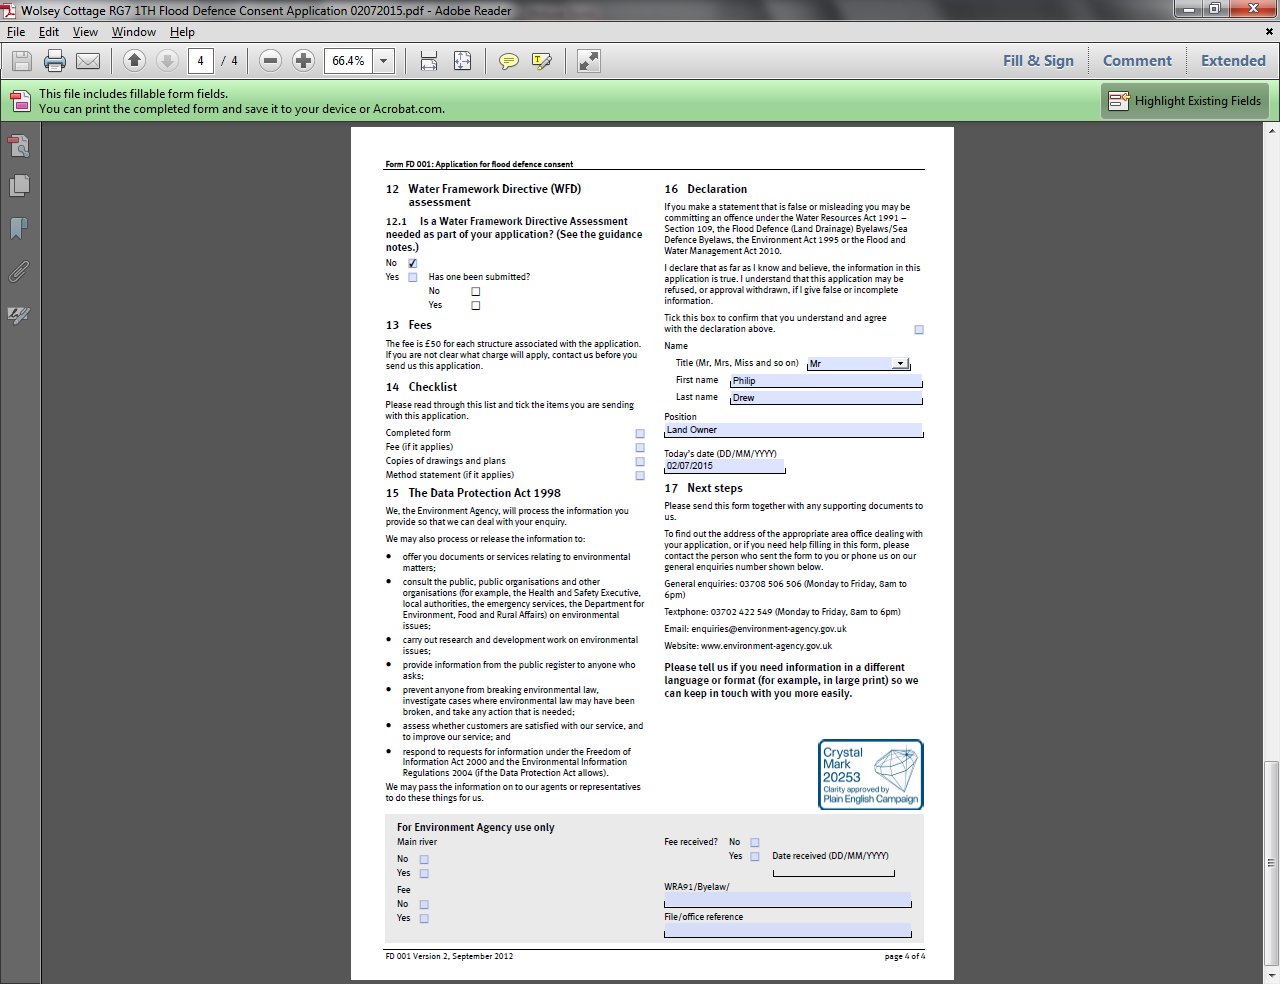 Wolsey Cottage RG7 1TH Flood Defence Consent Application 02072015.pdf - Adobe Reader
File Edit View Window Help
4 / 4 66.4% Fill & Sign Comment Extended
This file includes fillable form fields.
You can print the completed form and save it to your device or Acrobat.com.
Highlight Existing Fields
Form FD 001: Application for flood defence consent
12 Water Framework Directive (WFD)
assessment
12.1 Is a Water Framework Directive Assessment
needed as part of your application? (See the guidance
notes.)
No
Yes Has one been submitted?
No
Yes
13 Fees
The fee is £50 for each structure associated with the application.
If you are not clear what charge will apply, contact us before you
send us this application.
14 Checklist
Please read through this list and tick the items you are sending
with this application.
Completed form
Fee (if it applies)
Copies of drawings and plans
Method statement (if it applies)
15 The Data Protection Act 1998
We, the Environment Agency, will process the information you
provide so that we can deal with your enquiry.
We may also process or release the information to:
• offer you documents or services relating to environmental
matters;
• consult the public, public organisations and other
organisations (for example, the Health and Safety Executive,
local authorities, the emergency services, the Department for
Environment, Food and Rural Affairs) on environmental
issues;
• carry out research and development work on environmental
issues;
• provide information from the public register to anyone who
asks;
• prevent anyone from breaking environmental law,
investigate cases where environmental law may have been
broken, and take any action that is needed;
• assess whether customers are satisfied with our service, and
to improve our service; and
• respond to requests for information under the Freedom of
Information Act 2000 and the Environmental Information
Regulations 2004 (if the Data Protection Act allows).
We may pass the information on to our agents or representatives
to do these things for us.
16 Declaration
If you make a statement that is false or misleading you may be
committing an offence under the Water Resources Act 1991 –
Section 109, the Flood Defence (Land Drainage) Byelaws/Sea
Defence Byelaws, the Environment Act 1995 or the Flood and
Water Management Act 2010.
I declare that as far as I know and believe, the information in this
application is true. I understand that this application may be
refused, or approval withdrawn, if I give false or incomplete
information.
Tick this box to confirm that you understand and agree
with the declaration above.
Name
Title (Mr, Mrs, Miss and so on) Mr
First name Philip
Last name Drew
Position
Land Owner
Today's date (DD/MM/YYYY)
02/07/2015
17 Next steps
Please send this form together with any supporting documents to
us.
To find out the address of the appropriate area office dealing with
your application, or if you need help filling in this form, please
contact the person who sent the form to you or phone us on our
general enquiries number shown below.
General enquiries: 03708 506 506 (Monday to Friday, 8am to
6pm)
Textphone: 03702 422 549 (Monday to Friday, 8am to 6pm)
Email: enquiries@environment-agency.gov.uk
Website: www.environment-agency.gov.uk
Please tell us if you need information in a different
language or format (for example, in large print) so we
can keep in touch with you more easily.
Crystal
Mark
20253
Clarity approved by
Plain English Campaign
For Environment Agency use only
Main river
No
Yes
Fee
No
Yes
Fee received? No
Yes Date received (DD/MM/YYYY)
WRA91/Byelaw/
File/office reference
FD 001 Version 2, September 2012
page 4 of 4